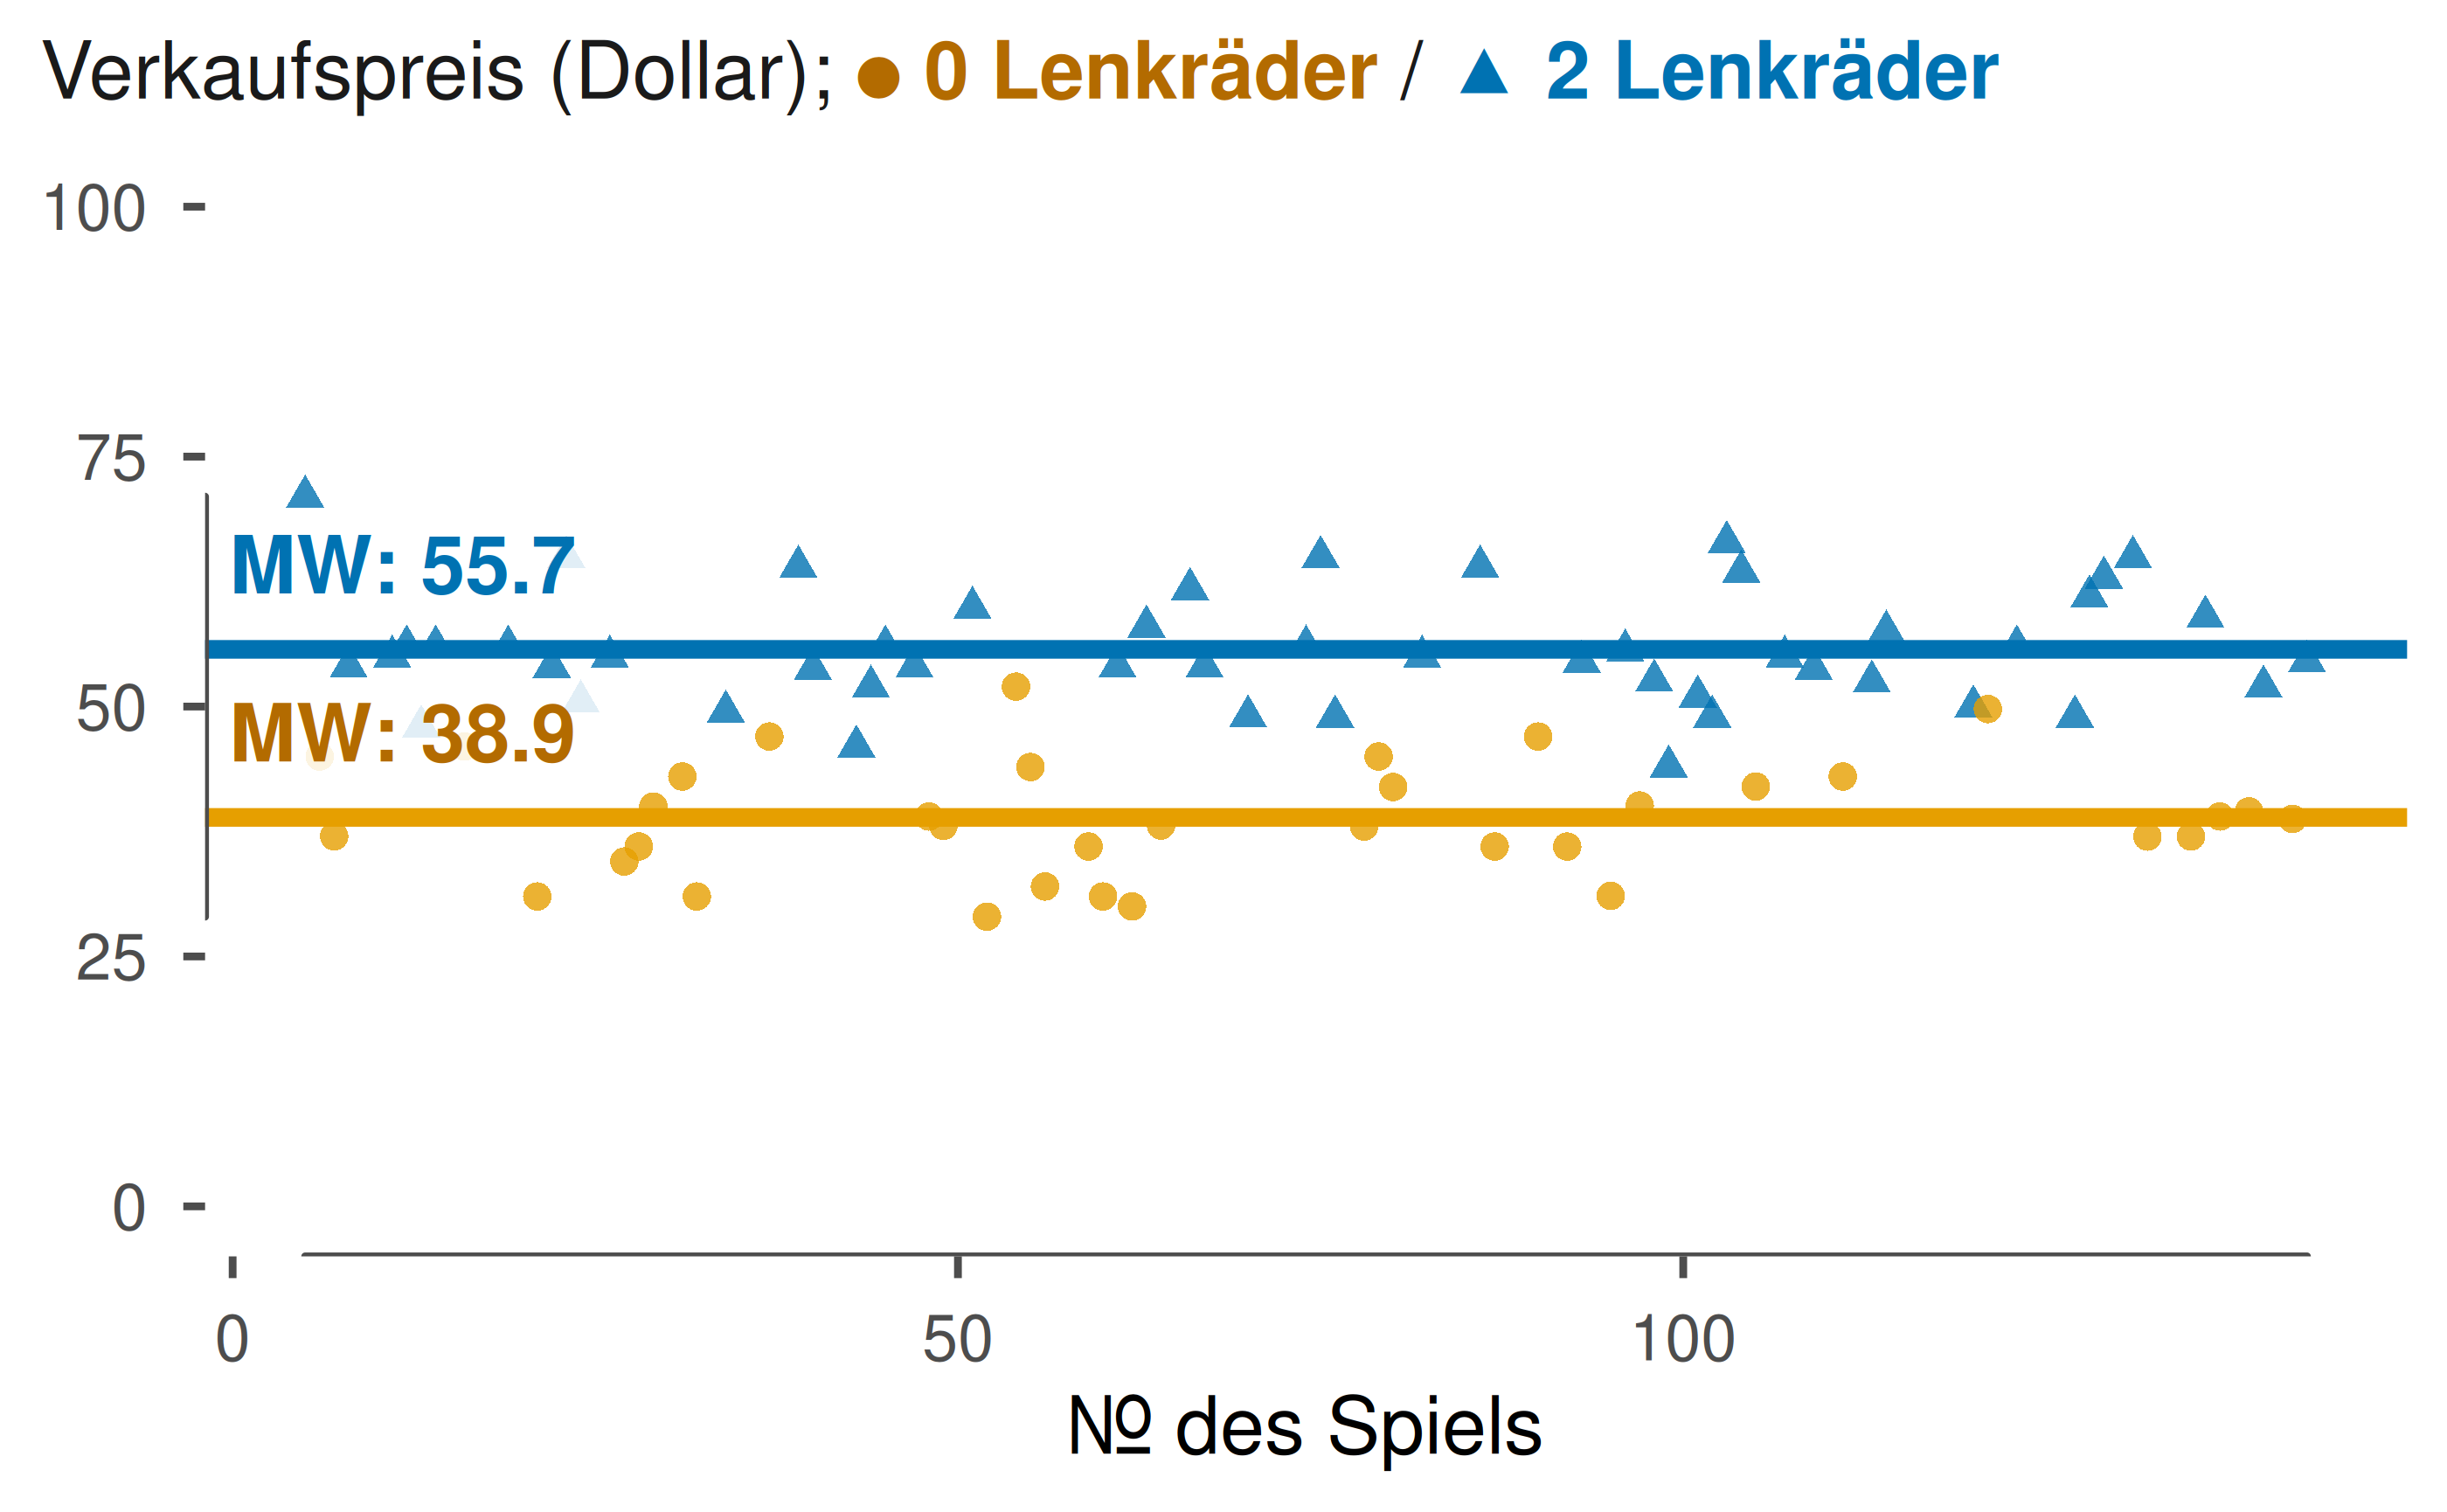 Verkaufspreis (Dollar); ● 0 Lenkräder / ▲ 2 Lenkräder
100
75
MW: 55.7
50
MW: 38.9
25
0
0 50 100
№ des Spiels